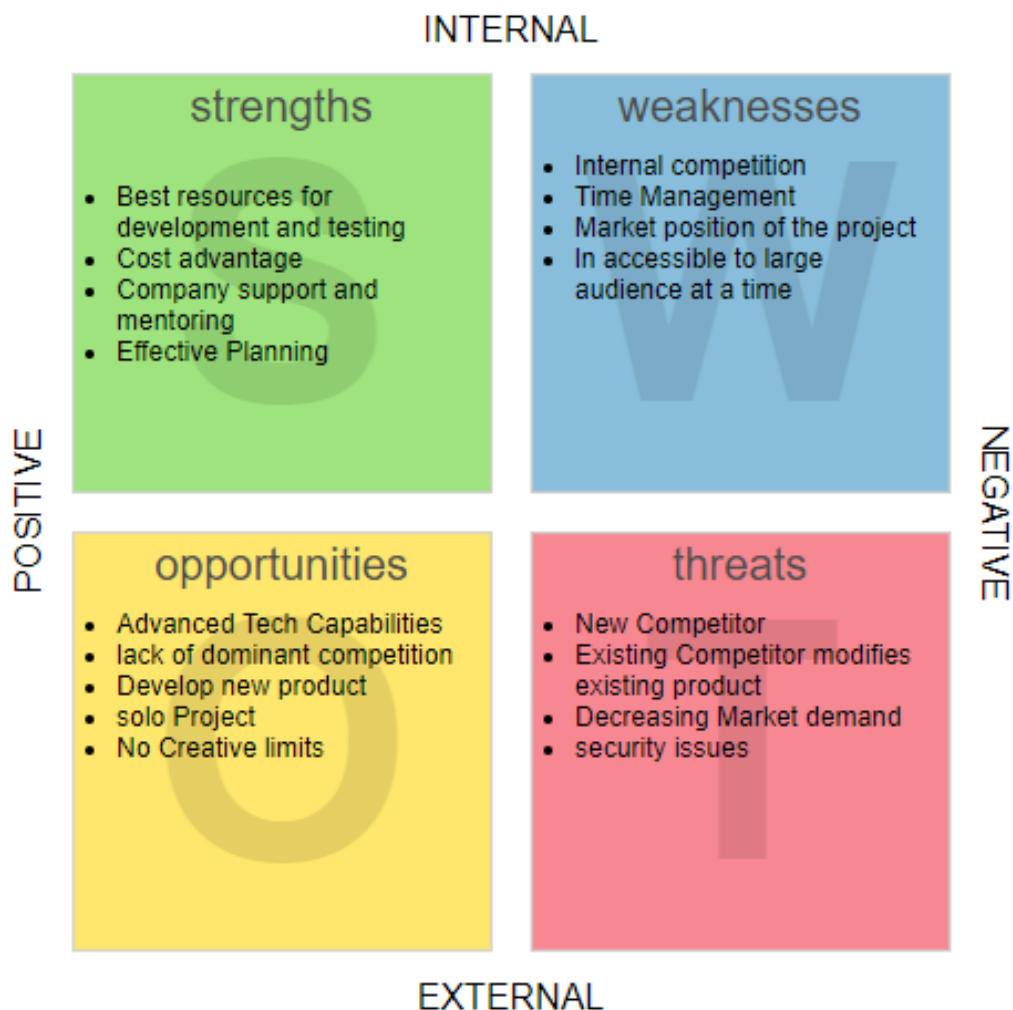 INTERNAL
strengths
• Best resources for
development and testing
• Cost advantage
• Company support and
mentoring
• Effective Planning
S
weaknesses
• Internal competition
• Time Management
• Market position of the project
• In accessible to large
audience at a time
W
POSITIVE
NEGATIVE
opportunities
• Advanced Tech Capabilities
• lack of dominant competition
• Develop new product
• solo Project
• No Creative limits
O
threats
• New Competitor
• Existing Competitor modifies
existing product
• Decreasing Market demand
• security issues
T
EXTERNAL